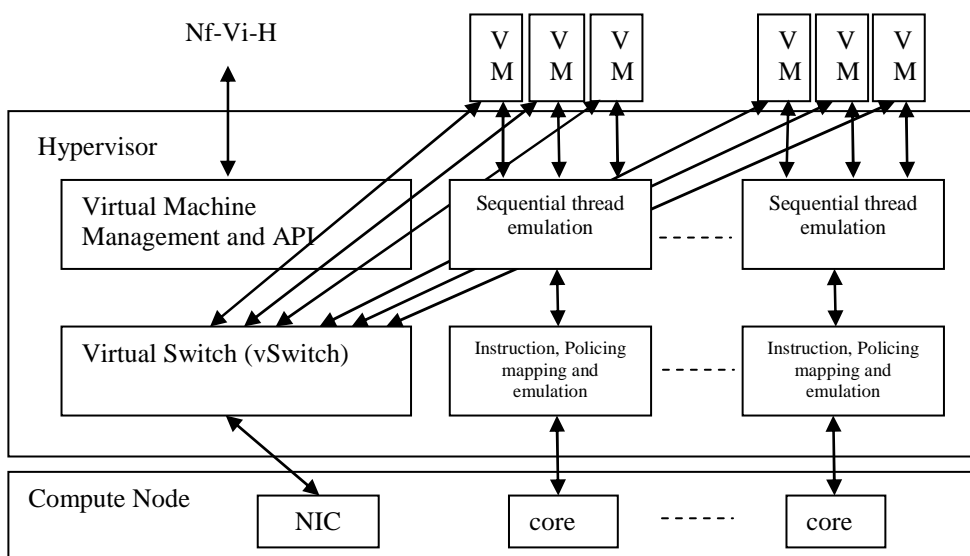 Nf-Vi-H
V
M
V
M
V
M
V
M
V
M
V
M
Hypervisor
Virtual Machine
Management and API
Sequential thread
emulation
Sequential thread
emulation
Virtual Switch (vSwitch)
Instruction, Policing
mapping and
emulation
Instruction, Policing
mapping and
emulation
Compute Node
NIC
core
core